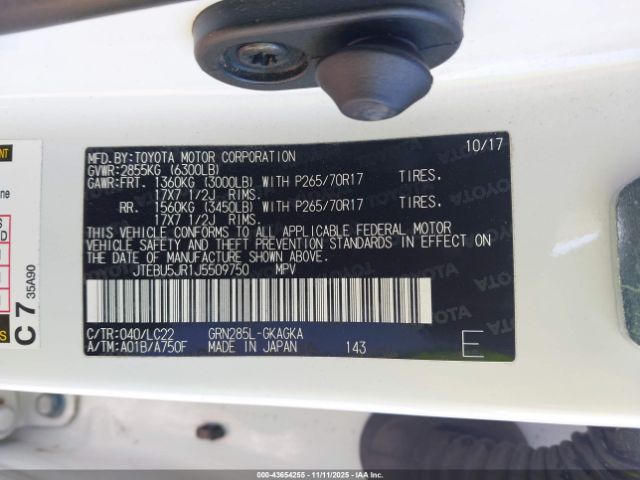 10/17
MFD.BY:TOYOTA MOTOR CORPORATION
GVWR:2855KG (6300LB)
GAWR:FRT. 1360KG (3000LB) WITH P265/70R17 TIRES.
17X7 1/2J RIMS.
RR. 1560KG (3450LB) WITH P265/70R17 TIRES.
17X7 1/2J RIMS.
THIS VEHICLE CONFORMS TO ALL APPLICABLE FEDERAL MOTOR
VEHICLE SAFETY AND THEFT PREVENTION STANDARDS IN EFFECT ON
THE DATE OF MANUFACTURE SHOWN ABOVE.
JTEBU5JR1J5509750 MPV
C/TR:040/LC22 GRN285L-GKAGKA
A/TM:A01B/A750F MADE IN JAPAN 143 E
C 7 35A90
000-43654255 - 11/11/2025 - IAAI.COM